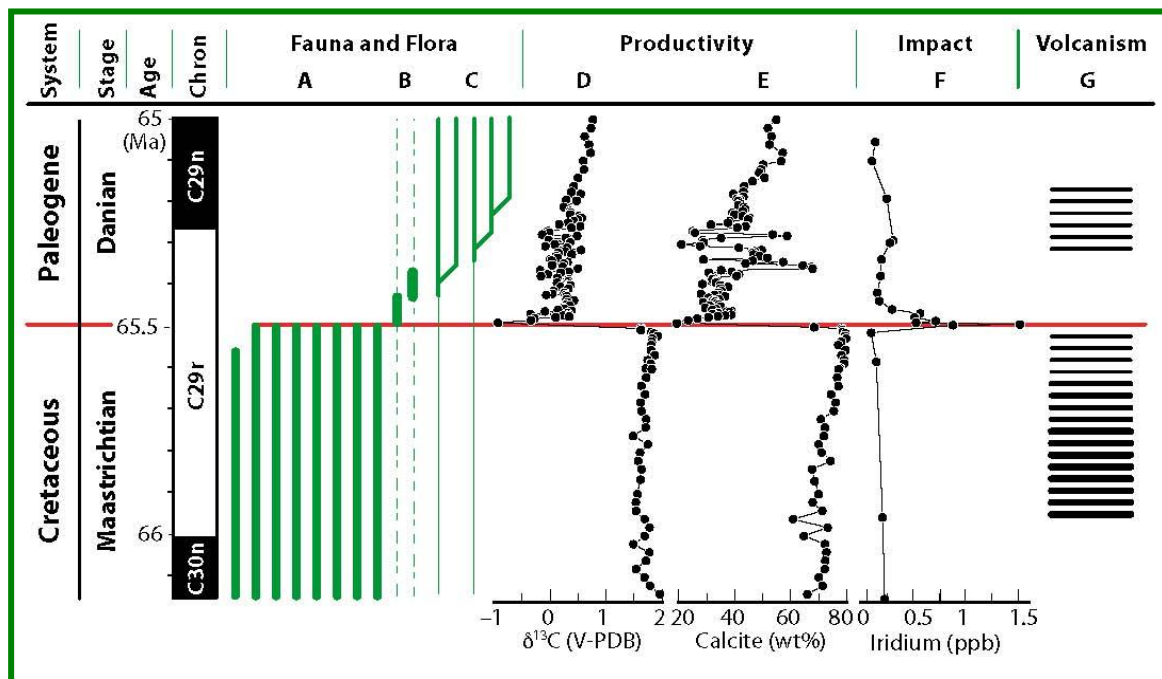 System
Stage
Age
Chron
Fauna and Flora
Productivity
Impact
Volcanism
A
B
C
D
E
F
G
Paleogene
Cretaceous
Danian
Maastrichtian
65
(Ma)
65.5
66
C29n
C29r
C30n
–1 0 1 2
δ¹³C (V-PDB)
20 40 60 80
Calcite (wt%)
0 0.5 1 1.5
Iridium (ppb)